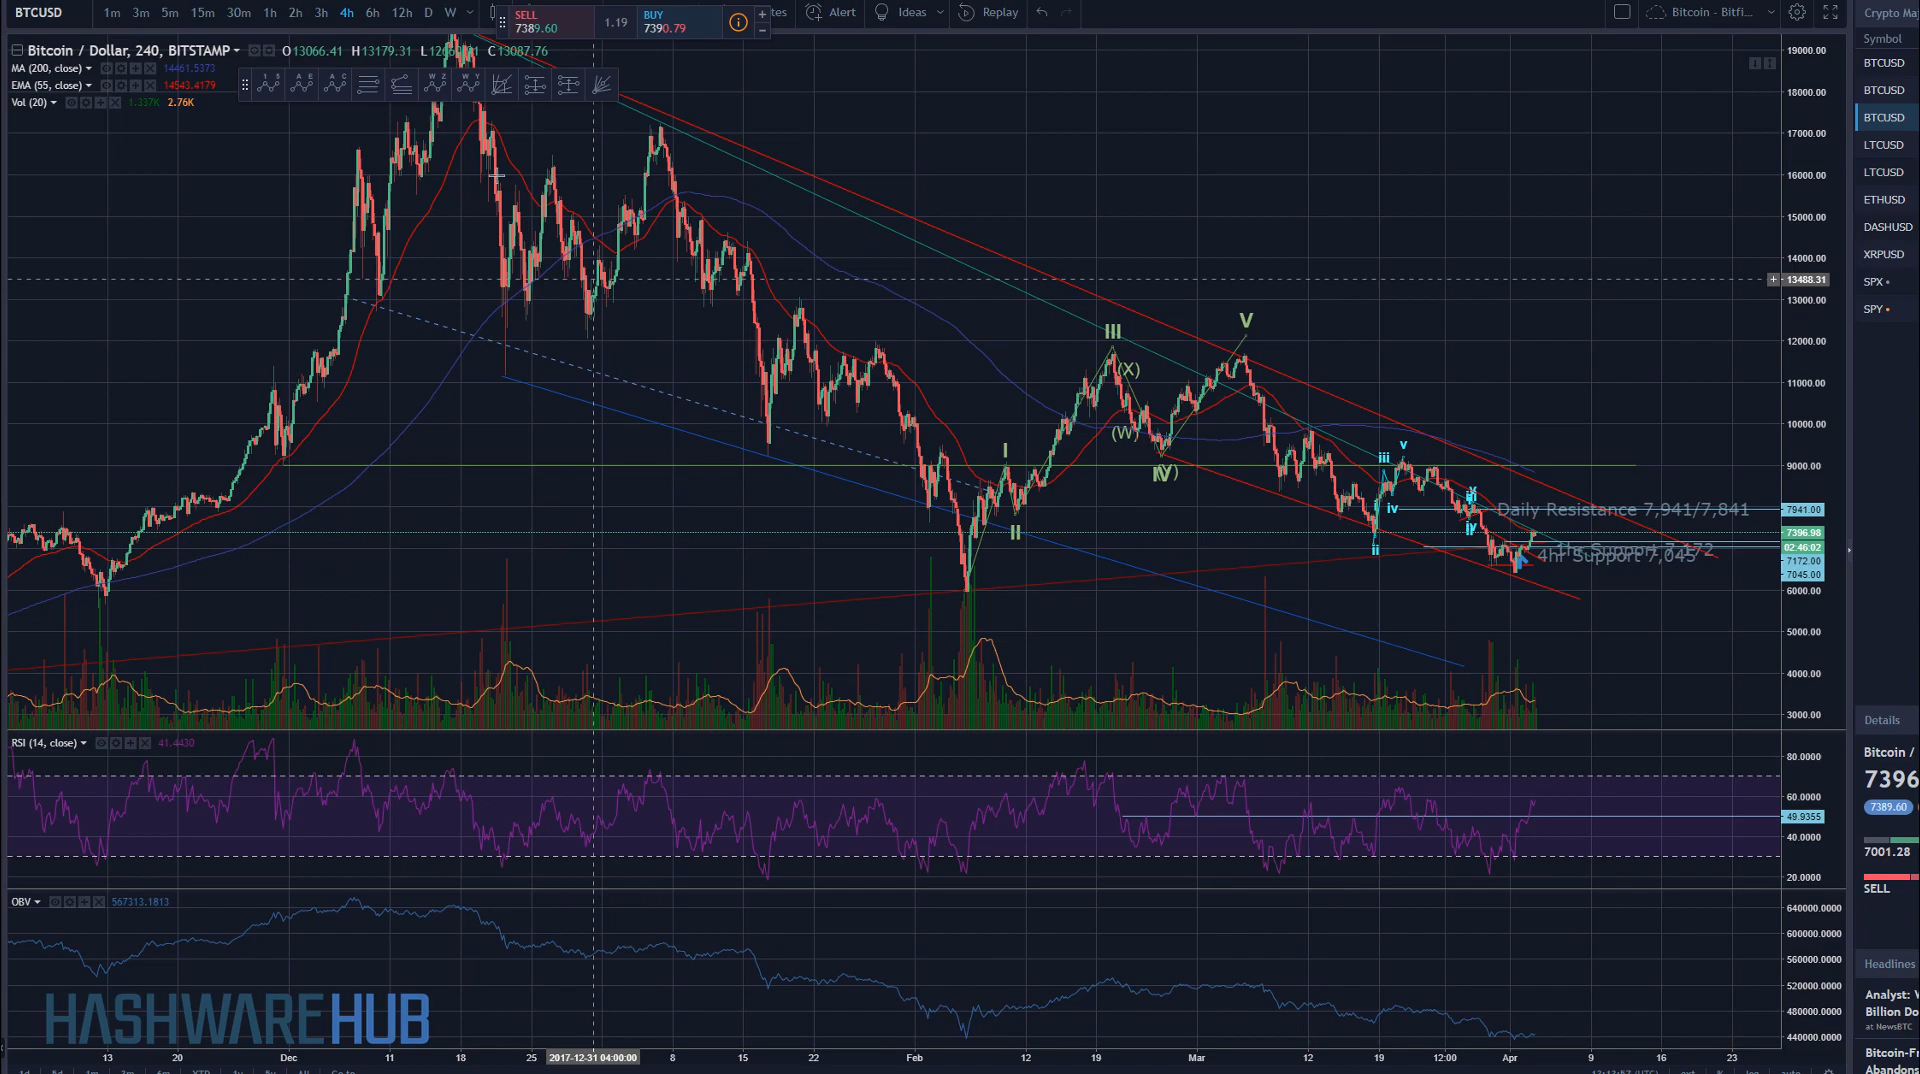 BTCUSD 1m 3m 5m 15m 30m 1h 2h 3h 4h 6h 12h D W Alert Ideas Replay Bitcoin - Bitfi...
SELL 7389.60 1.19 BUY 7390.79
Bitcoin / Dollar, 240, BITSTAMP O13066.41 H13179.31 C13087.76
MA (200, close) 14461.5373
EMA (55, close) 14543.4179
Vol (20) 1.337K 2.76K
19000.00
18000.00
17000.00
16000.00
15000.00
14000.00
13488.31
13000.00
12000.00
11000.00
10000.00
9000.00
7941.00
7396.98
02:46:02
7172.00
7045.00
6000.00
5000.00
4000.00
3000.00
I
II
III
(X)
(W)
V
ii
iii
iv
v
iv
Daily Resistance 7,941/7,841
4hr Support 7,045
RSI (14, close) 41.4430
80.0000
60.0000
49.9355
40.0000
20.0000
OBV 567313.1813
640000.0000
600000.0000
560000.0000
520000.0000
480000.0000
440000.0000
HASHWAREHUB
13 20 Dec 11 18 25 2017-12-31 04:00:00 8 15 22 Feb 12 19 Mar 12 19 12:00 Apr 9 16 23
Crypto Ma
Symbol
BTCUSD
BTCUSD
BTCUSD
LTCUSD
LTCUSD
ETHUSD
DASHUSD
XRPUSD
SPX
SPY
Details
Bitcoin /
7396
7389.60
7001.28
SELL
Headlines
Analyst: V
Billion Do
at NewsBTC
Bitcoin-Fr
Abandons